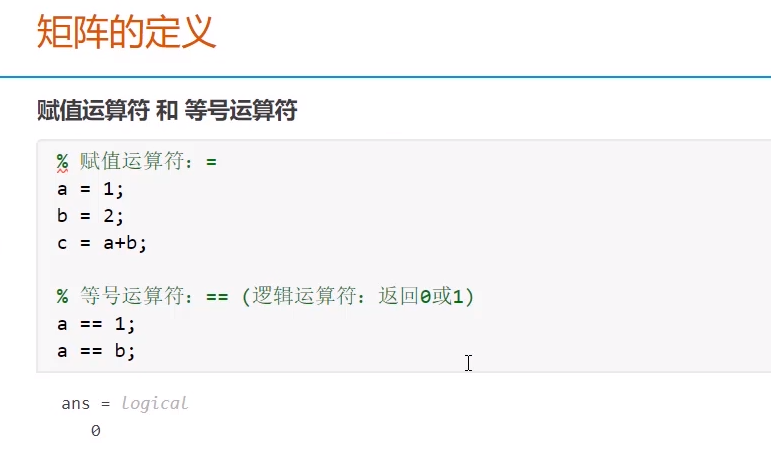 矩阵的定义
赋值运算符 和 等号运算符
% 赋值运算符：=
a = 1;
b = 2;
c = a+b;
% 等号运算符：== (逻辑运算符：返回0或1)
a == 1;
a == b;
ans = logical
0